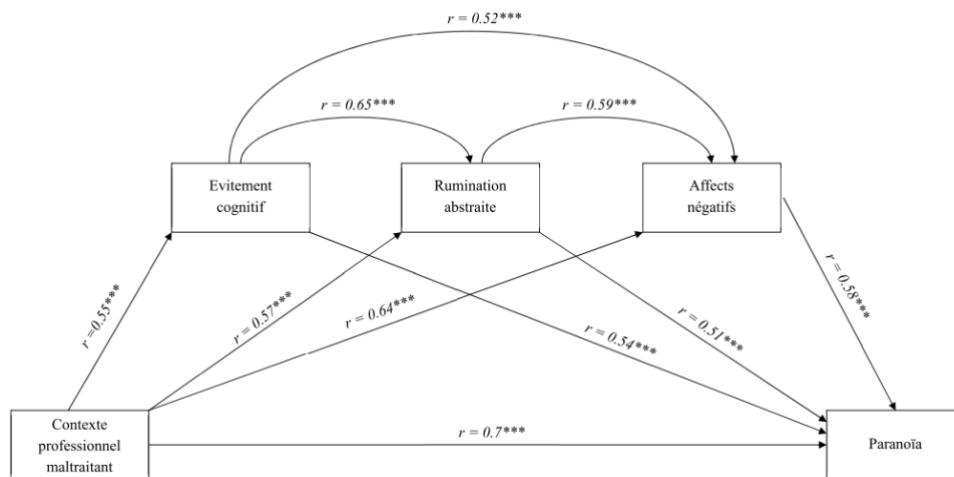 r = 0.52***
r = 0.65***
r = 0.59***
Evitement
cognitif
Rumination
abstraite
Affects
négatifs
r =0.55***
r = 0.57***
r = 0.64***
r = 0.54***
r = 0.51***
r = 0.58***
Contexte
professionnel
maltraitant
r = 0.7***
Paranoïa